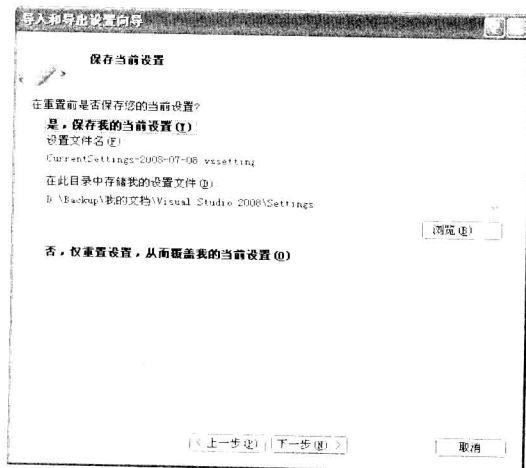 导入和导出设置向导
保存当前设置
在重置前是否保存您的当前设置?
是，保存我的当前设置(Y)
设置文件名(F)
CurrentSettings-2008-07-08 vssetting
在此目录中存储我的设置文件(D)
D \Backup\我的文档\Visual Studio 2008\Settings
浏览(R)
否，仅重置设置，从而覆盖我的当前设置(O)
< 上一步(P) 下一步(N) > 取消